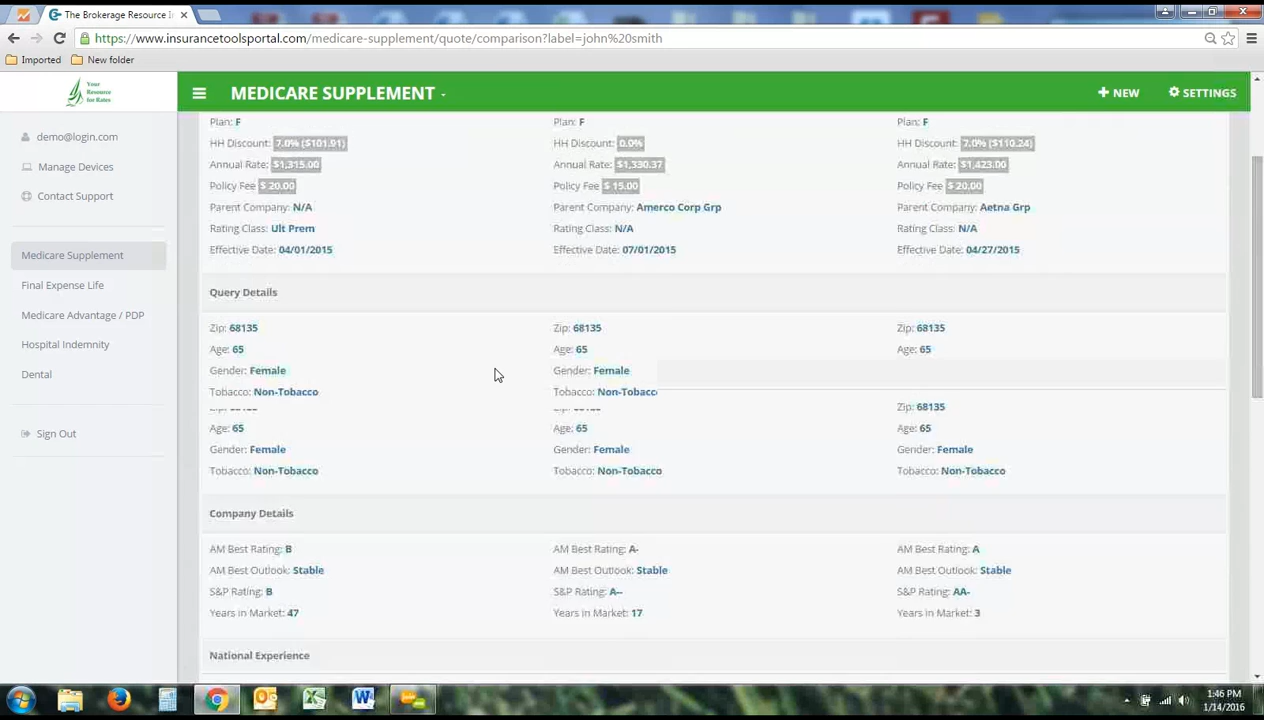 The Brokerage Resource I
https://www.insurancetoolsportal.com/medicare-supplement/quote/comparison?label=john%20smith
Imported New folder
Your
Resource
for Rates
MEDICARE SUPPLEMENT
NEW
SETTINGS
demo@login.com
Manage Devices
Contact Support
Medicare Supplement
Final Expense Life
Medicare Advantage / PDP
Hospital Indemnity
Dental
Sign Out
Plan: F Plan: F Plan: F
HH Discount: 7.0% ($101.91) HH Discount: 0.0% HH Discount: 7.0% ($110.24)
Annual Rate: $1,315.00 Annual Rate: $1,330.37 Annual Rate: $1,423.00
Policy Fee $ 20.00 Policy Fee $ 15.00 Policy Fee $ 20.00
Parent Company: N/A Parent Company: Amerco Corp Grp Parent Company: Aetna Grp
Rating Class: Ult Prem Rating Class: N/A Rating Class: N/A
Effective Date: 04/01/2015 Effective Date: 07/01/2015 Effective Date: 04/27/2015
Query Details
Zip: 68135 Zip: 68135 Zip: 68135
Age: 65 Age: 65 Age: 65
Gender: Female Gender: Female
Tobacco: Non-Tobacco Tobacco: Non-Tobacco
Zip: 68135
Age: 65 Age: 65 Age: 65
Gender: Female Gender: Female Gender: Female
Tobacco: Non-Tobacco Tobacco: Non-Tobacco Tobacco: Non-Tobacco
Company Details
AM Best Rating: B AM Best Rating: A- AM Best Rating: A
AM Best Outlook: Stable AM Best Outlook: Stable AM Best Outlook: Stable
S&P Rating: B S&P Rating: A-- S&P Rating: AA-
Years in Market: 47 Years in Market: 17 Years in Market: 3
National Experience
1:46 PM
1/14/2016